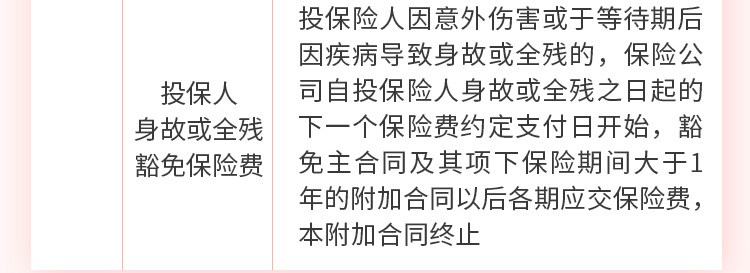 投保人
身故或全残
豁免保险费
投保险人因意外伤害或于等待期后
因疾病导致身故或全残的，保险公
司自投保险人身故或全残之日起的
下一个保险费约定支付日开始，豁
免主合同及其项下保险期间大于1
年的附加合同以后各期应交保险费，
本附加合同终止